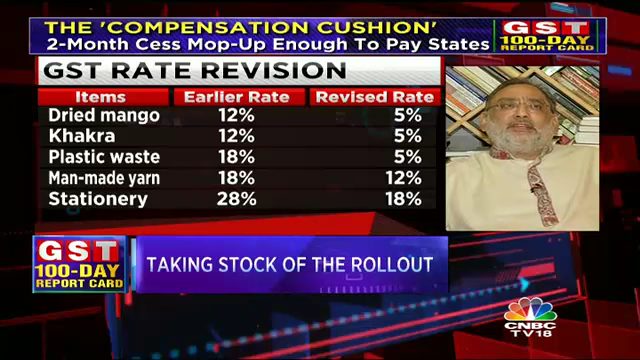 THE 'COMPENSATION CUSHION'
2-Month Cess Mop-Up Enough To Pay States
GST
100-DAY
REPORT CARD
GST RATE REVISION
Items Earlier Rate Revised Rate
Dried mango 12% 5%
Khakra 12% 5%
Plastic waste 18% 5%
Man-made yarn 18% 12%
Stationery 28% 18%
GST
100-DAY
REPORT CARD
TAKING STOCK OF THE ROLLOUT
CNBC
TV18